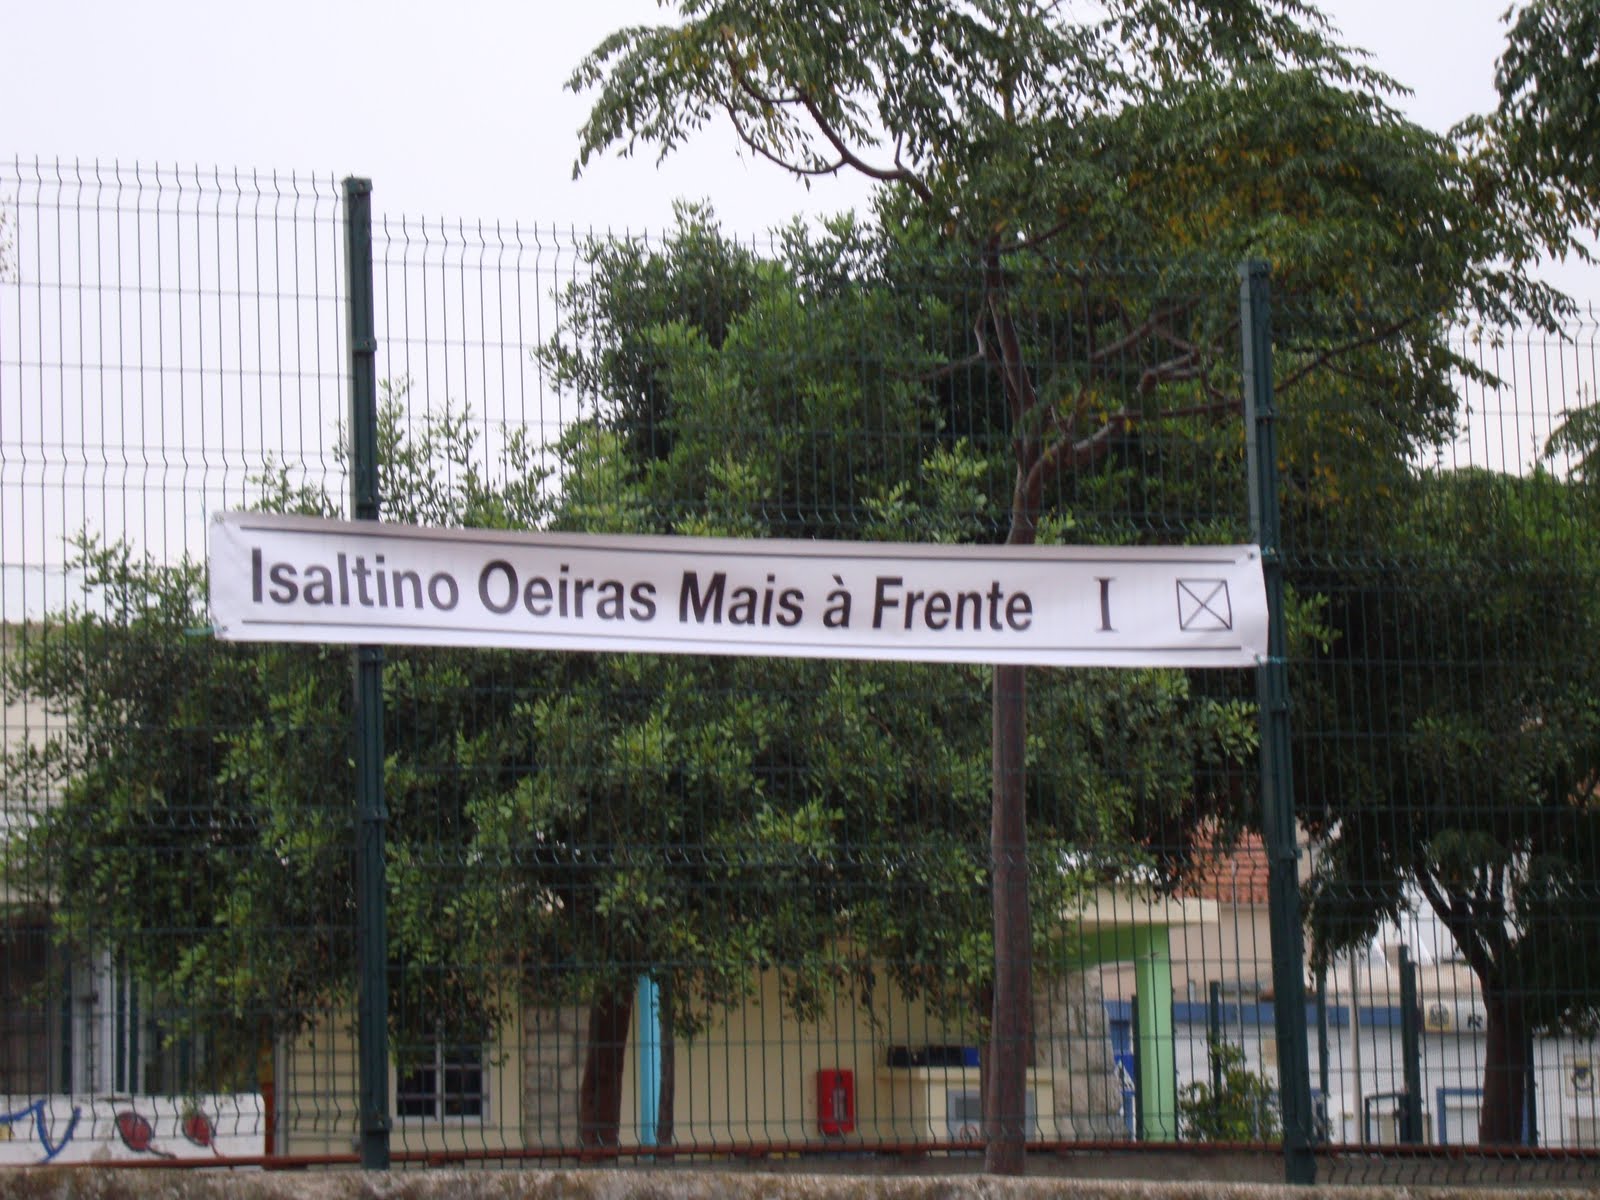 Isaltino Oeiras Mais à Frente I ☒